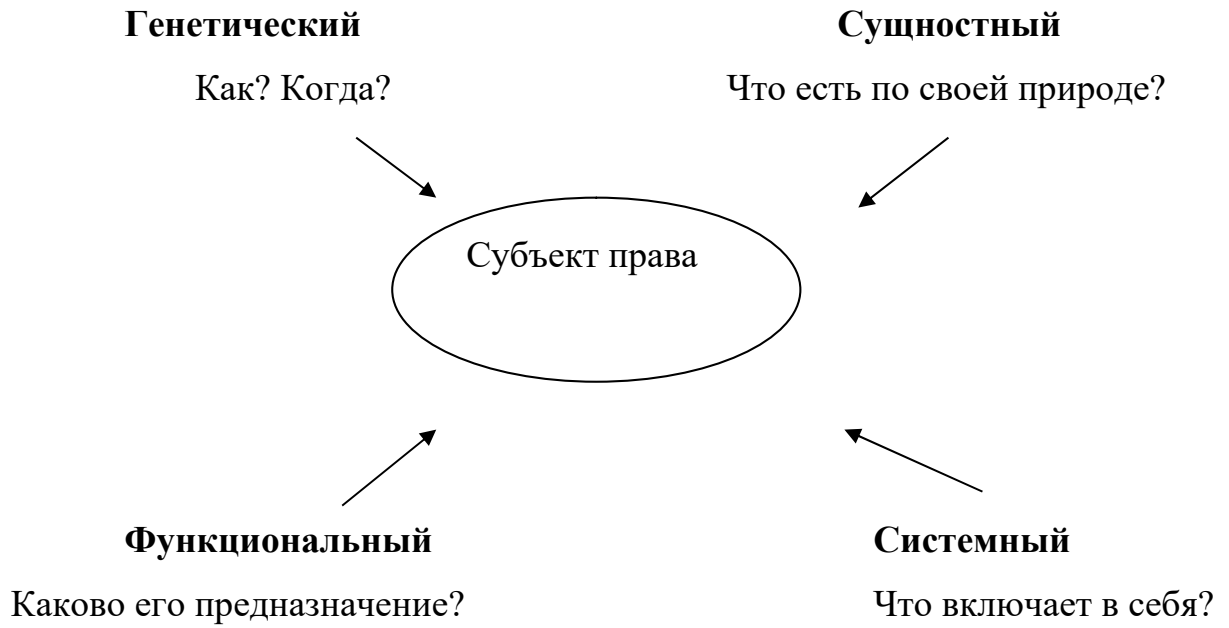 Генетический
Сущностный
Как? Когда?
Что есть по своей природе?
Субъект права
Функциональный
Системный
Каково его предназначение?
Что включает в себя?